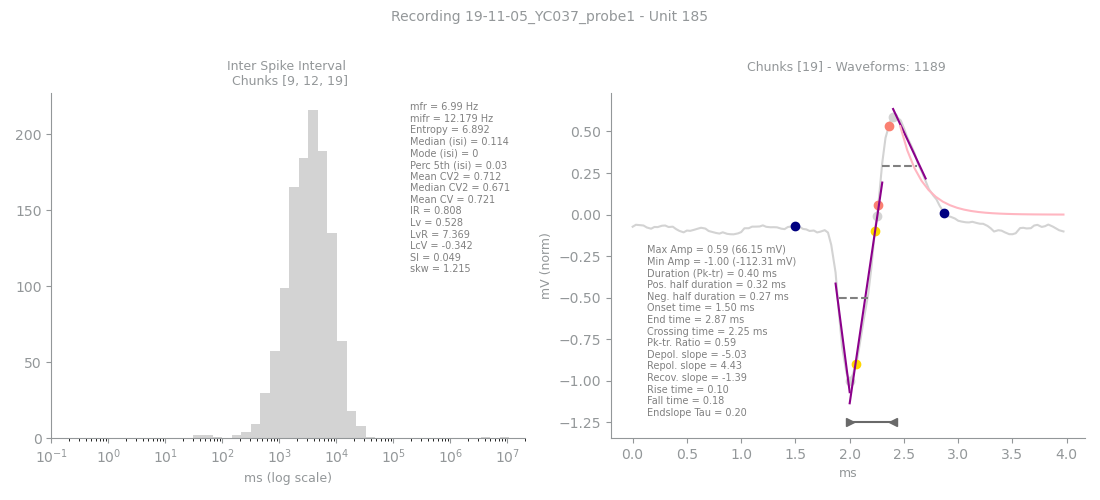 Recording 19-11-05_YC037_probe1 - Unit 185
Inter Spike Interval
Chunks [9, 12, 19]
mfr = 6.99 Hz
mifr = 12.179 Hz
Entropy = 6.892
Median (isi) = 0.114
Mode (isi) = 0
Perc 5th (isi) = 0.03
Mean CV2 = 0.712
Median CV2 = 0.671
Mean CV = 0.721
IR = 0.808
Lv = 0.528
LvR = 7.369
LcV = -0.342
SI = 0.049
skw = 1.215
200
150
100
50
0
10⁻¹ 10⁰ 10¹ 10² 10³ 10⁴ 10⁵ 10⁶ 10⁷
ms (log scale)
Chunks [19] - Waveforms: 1189
mV (norm)
0.50
0.25
0.00
−0.25
−0.50
−0.75
−1.00
−1.25
Max Amp = 0.59 (66.15 mV)
Min Amp = -1.00 (-112.31 mV)
Duration (Pk-tr) = 0.40 ms
Pos. half duration = 0.32 ms
Neg. half duration = 0.27 ms
Onset time = 1.50 ms
End time = 2.87 ms
Crossing time = 2.25 ms
Pk-tr. Ratio = 0.59
Depol. slope = -5.03
Repol. slope = 4.43
Recov. slope = -1.39
Rise time = 0.10
Fall time = 0.18
Endslope Tau = 0.20
0.0 0.5 1.0 1.5 2.0 2.5 3.0 3.5 4.0
ms